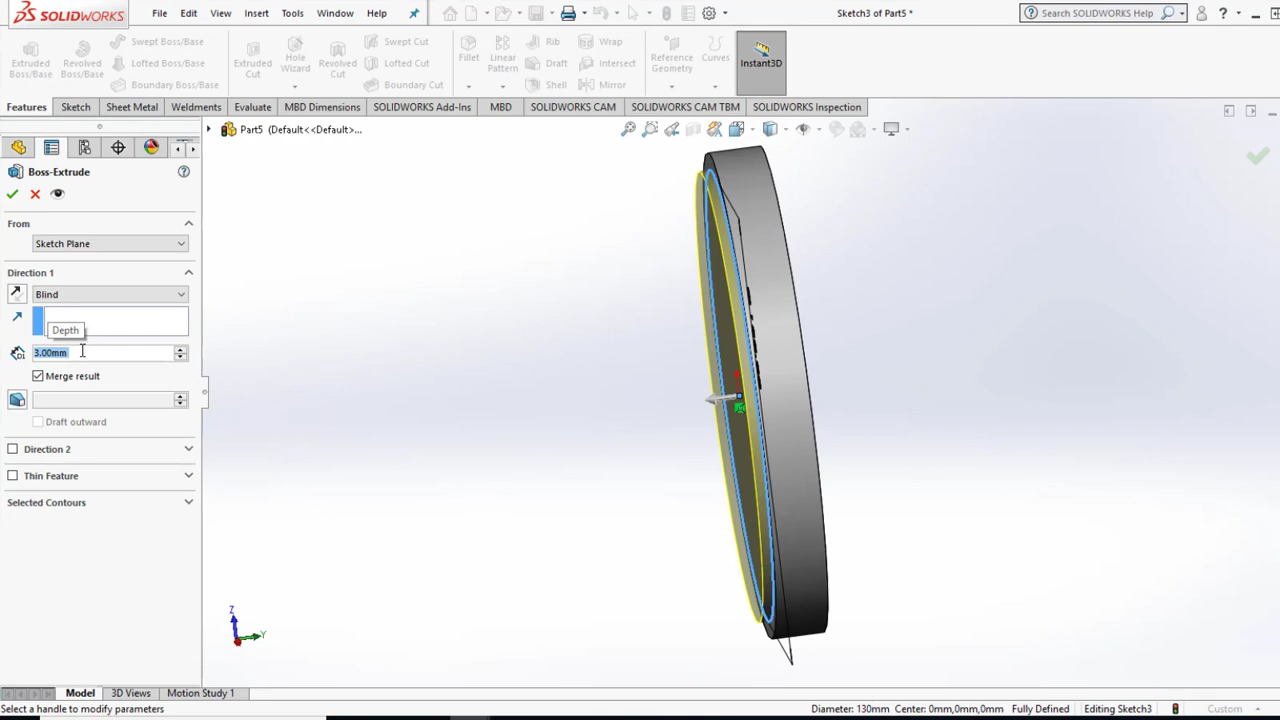 SOLIDWORKS File Edit View Insert Tools Window Help Sketch3 of Part5 * Search SOLIDWORKS Help
Extruded Boss/Base Revolved Boss/Base Swept Boss/Base Lofted Boss/Base Boundary Boss/Base Extruded Cut Hole Wizard Revolved Cut Swept Cut Lofted Cut Boundary Cut Fillet Linear Pattern Rib Draft Shell Wrap Intersect Mirror Reference Geometry Curves Instant3D
Features Sketch Sheet Metal Weldments Evaluate MBD Dimensions SOLIDWORKS Add-Ins MBD SOLIDWORKS CAM SOLIDWORKS CAM TBM SOLIDWORKS Inspection
Part5 (Default<<Default>...
Boss-Extrude
From
Sketch Plane
Direction 1
Blind
Depth
3.00mm
Merge result
Draft outward
Direction 2
Thin Feature
Selected Contours
Z
Y
Model 3D Views Motion Study 1
Select a handle to modify parameters Diameter: 130mm Center: 0mm,0mm,0mm Fully Defined Editing Sketch3 Custom